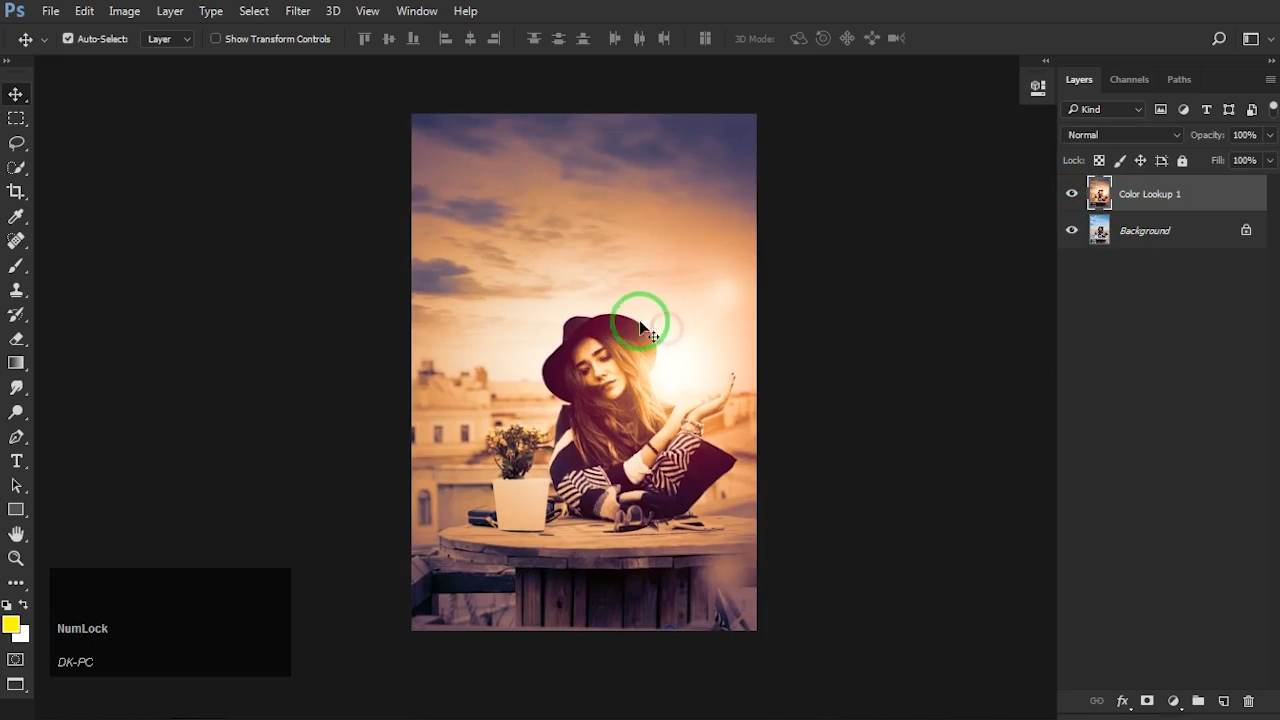 Ps File Edit Image Layer Type Select Filter 3D View Window Help
Auto-Select: Layer Show Transform Controls 3D Mode:
Layers Channels Paths
Kind
Normal Opacity: 100%
Lock: Fill: 100%
Color Lookup 1
Background
NumLock
DK-PC